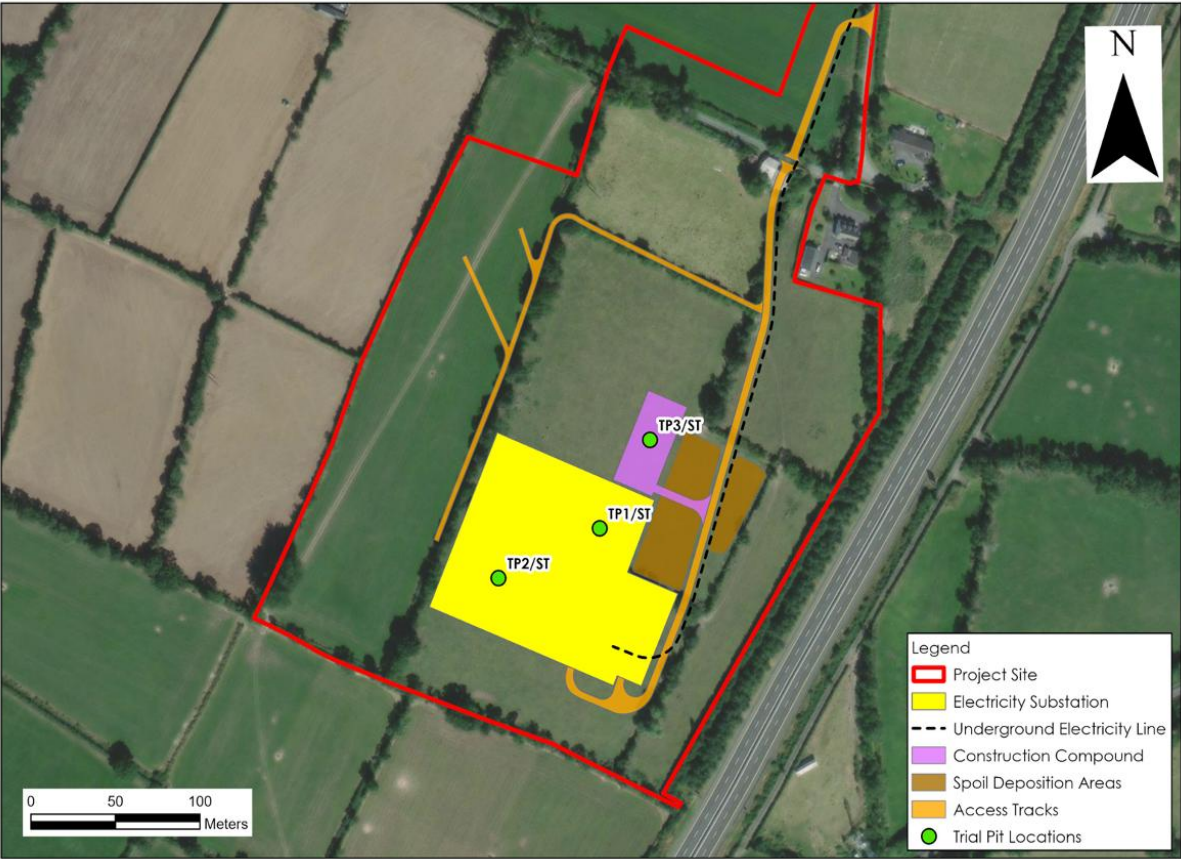 N
TP3/ST
TP1/ST
TP2/ST
Legend
Project Site
Electricity Substation
Underground Electricity Line
Construction Compound
Spoil Deposition Areas
Access Tracks
Trial Pit Locations
0 50 100
Meters